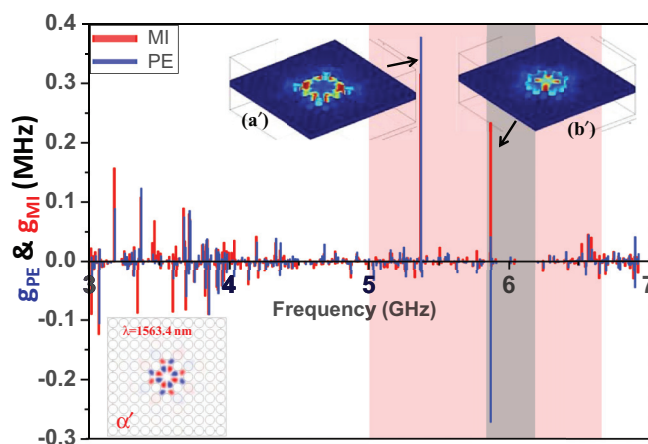 MI
PE
(a′)
(b′)
0.4
0.3
0.2
0.1
0.0
-0.1
-0.2
-0.3
g_PE & g_MI (MHz)
3
4
5
6
7
Frequency (GHz)
λ=1563.4 nm
α′